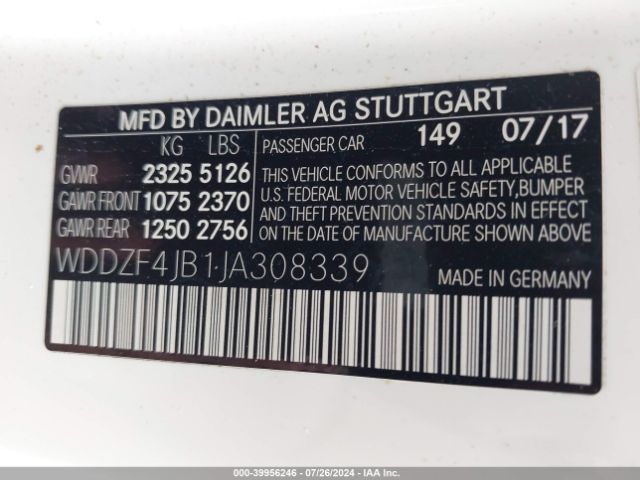 MFD BY DAIMLER AG STUTTGART
KG LBS
GVWR 2325 5126
GAWR FRONT 1075 2370
GAWR REAR 1250 2756
PASSENGER CAR 149 07/17
THIS VEHICLE CONFORMS TO ALL APPLICABLE
U.S. FEDERAL MOTOR VEHICLE SAFETY,BUMPER
AND THEFT PREVENTION STANDARDS IN EFFECT
ON THE DATE OF MANUFACTURE SHOWN ABOVE
WDDZF4JB1JA308339
MADE IN GERMANY
000-39956246 - 07/26/2024 - IAAI.COM